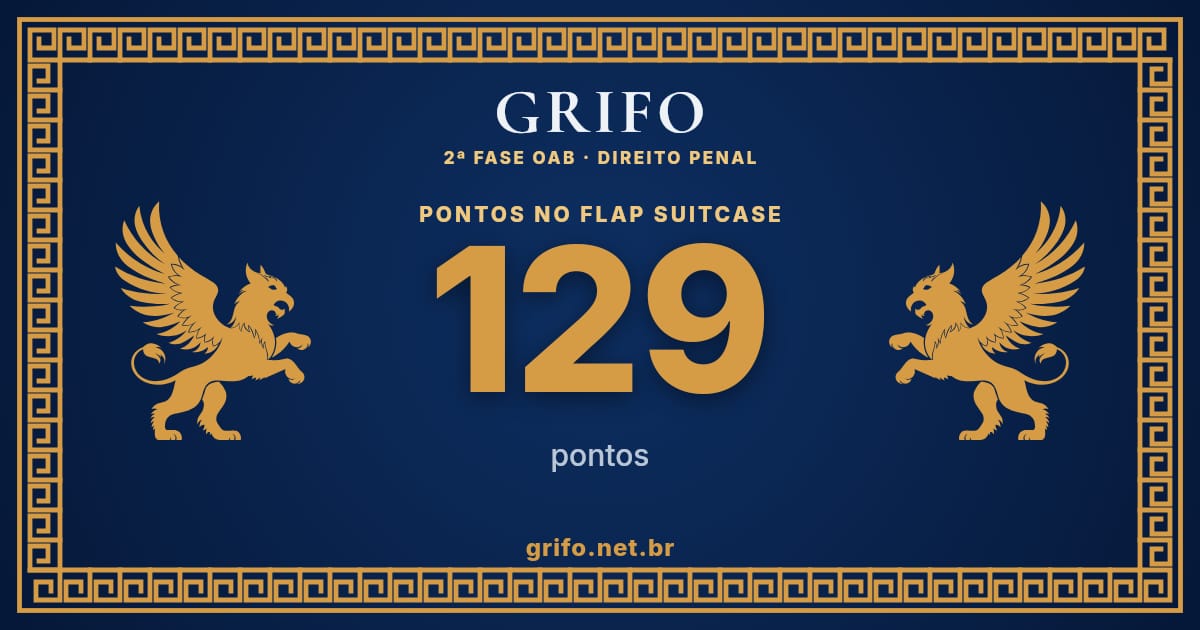 GRIFO
2ª FASE OAB · DIREITO PENAL
PONTOS NO FLAP SUITCASE
129
pontos
grifo.net.br